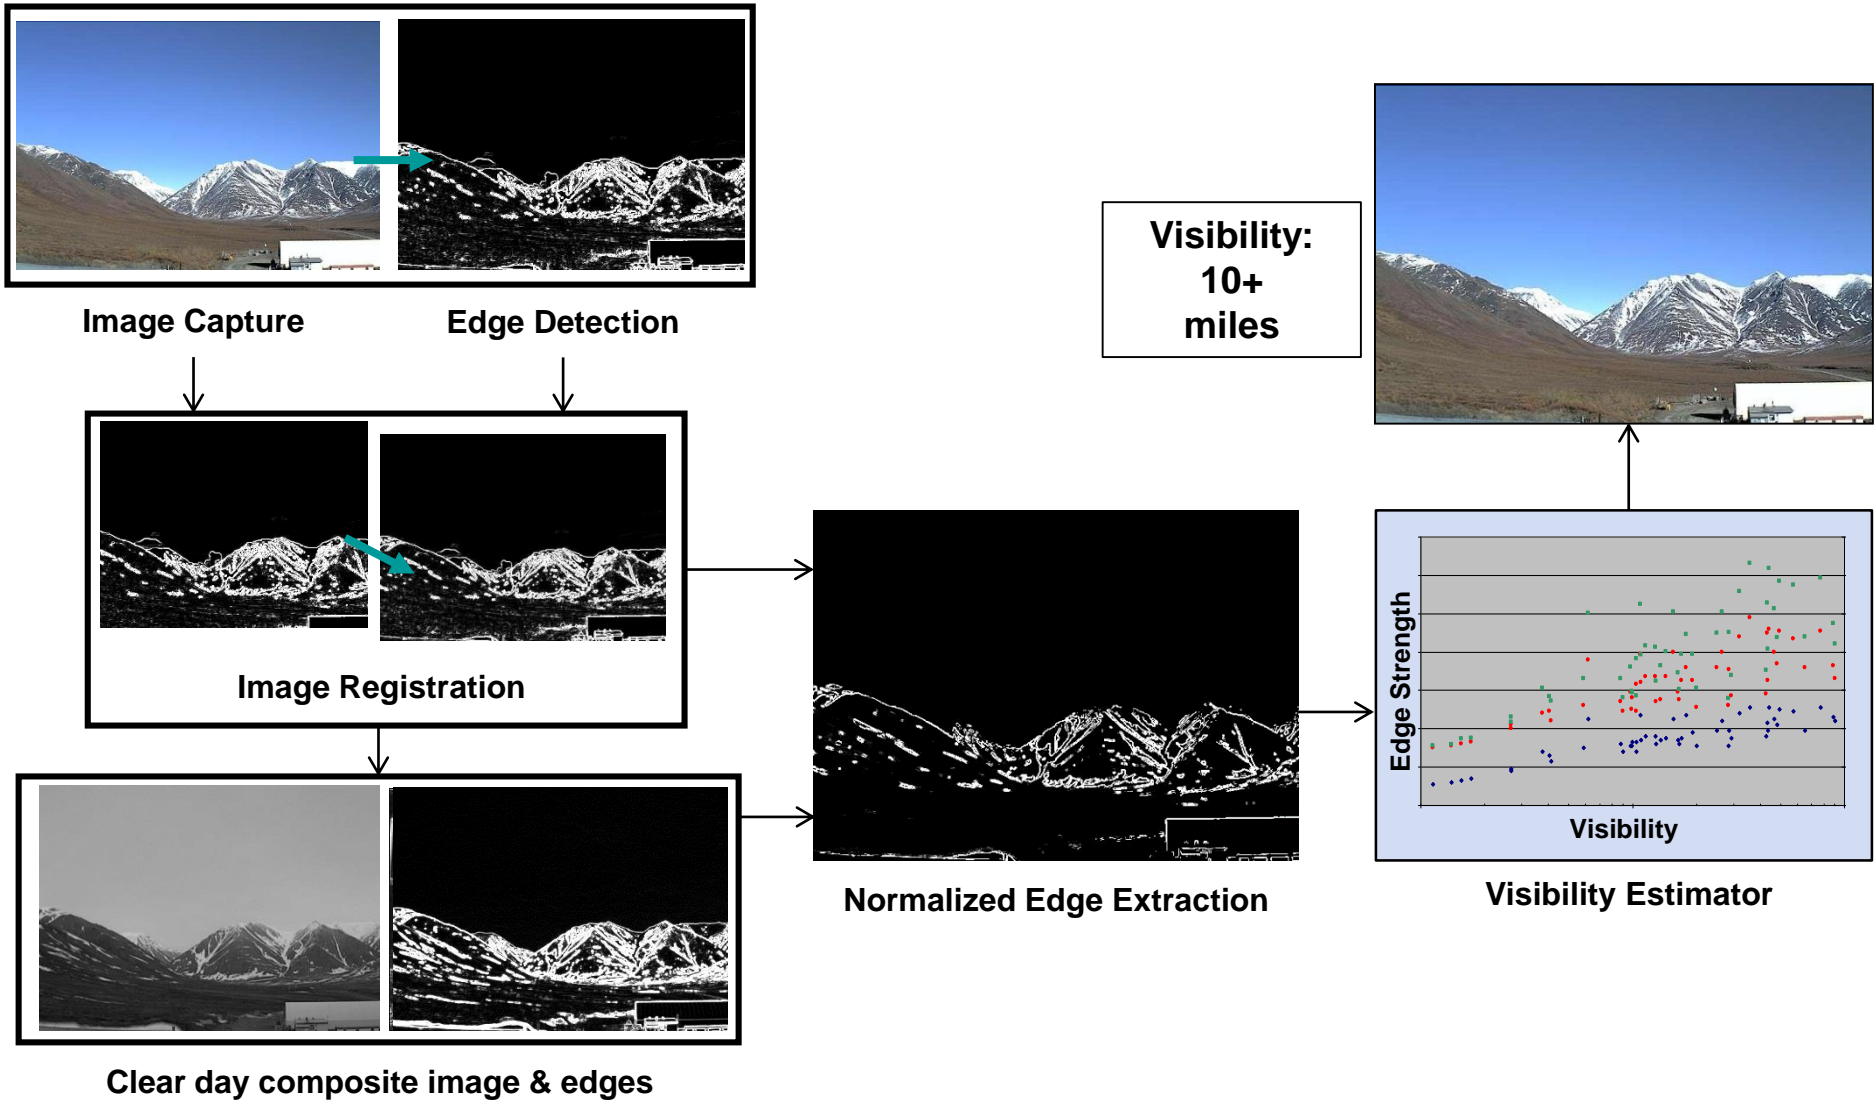 Image Capture
Edge Detection
Visibility:
10+
miles
Image Registration
Edge Strength
Visibility
Normalized Edge Extraction
Visibility Estimator
Clear day composite image & edges